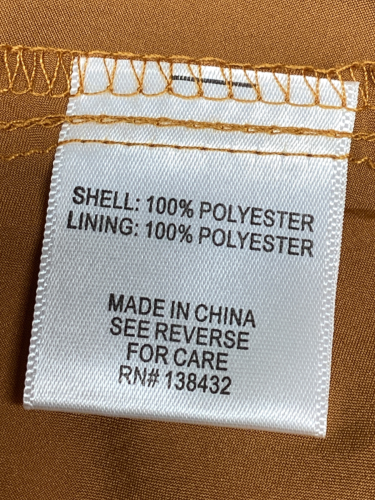 SHELL: 100% POLYESTER
LINING: 100% POLYESTER
MADE IN CHINA
SEE REVERSE
FOR CARE
RN# 138432